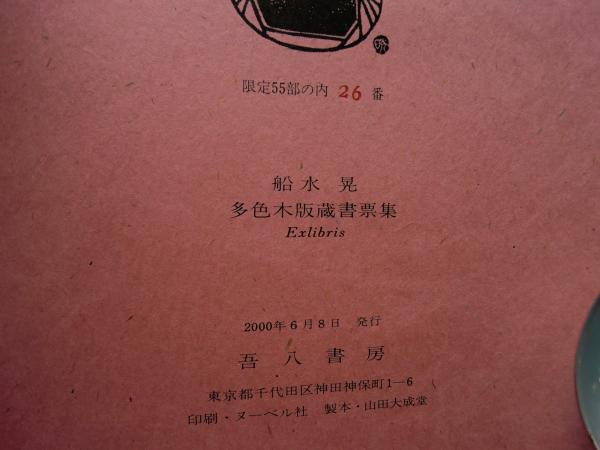 限定55部の内 26 番
船水 晃
多色木版蔵書票集
Exlibris
2000年6月8日 発行
吾八書房
東京都千代田区神田神保町1―6
印刷・ヌーベル社 製本・山田大成堂